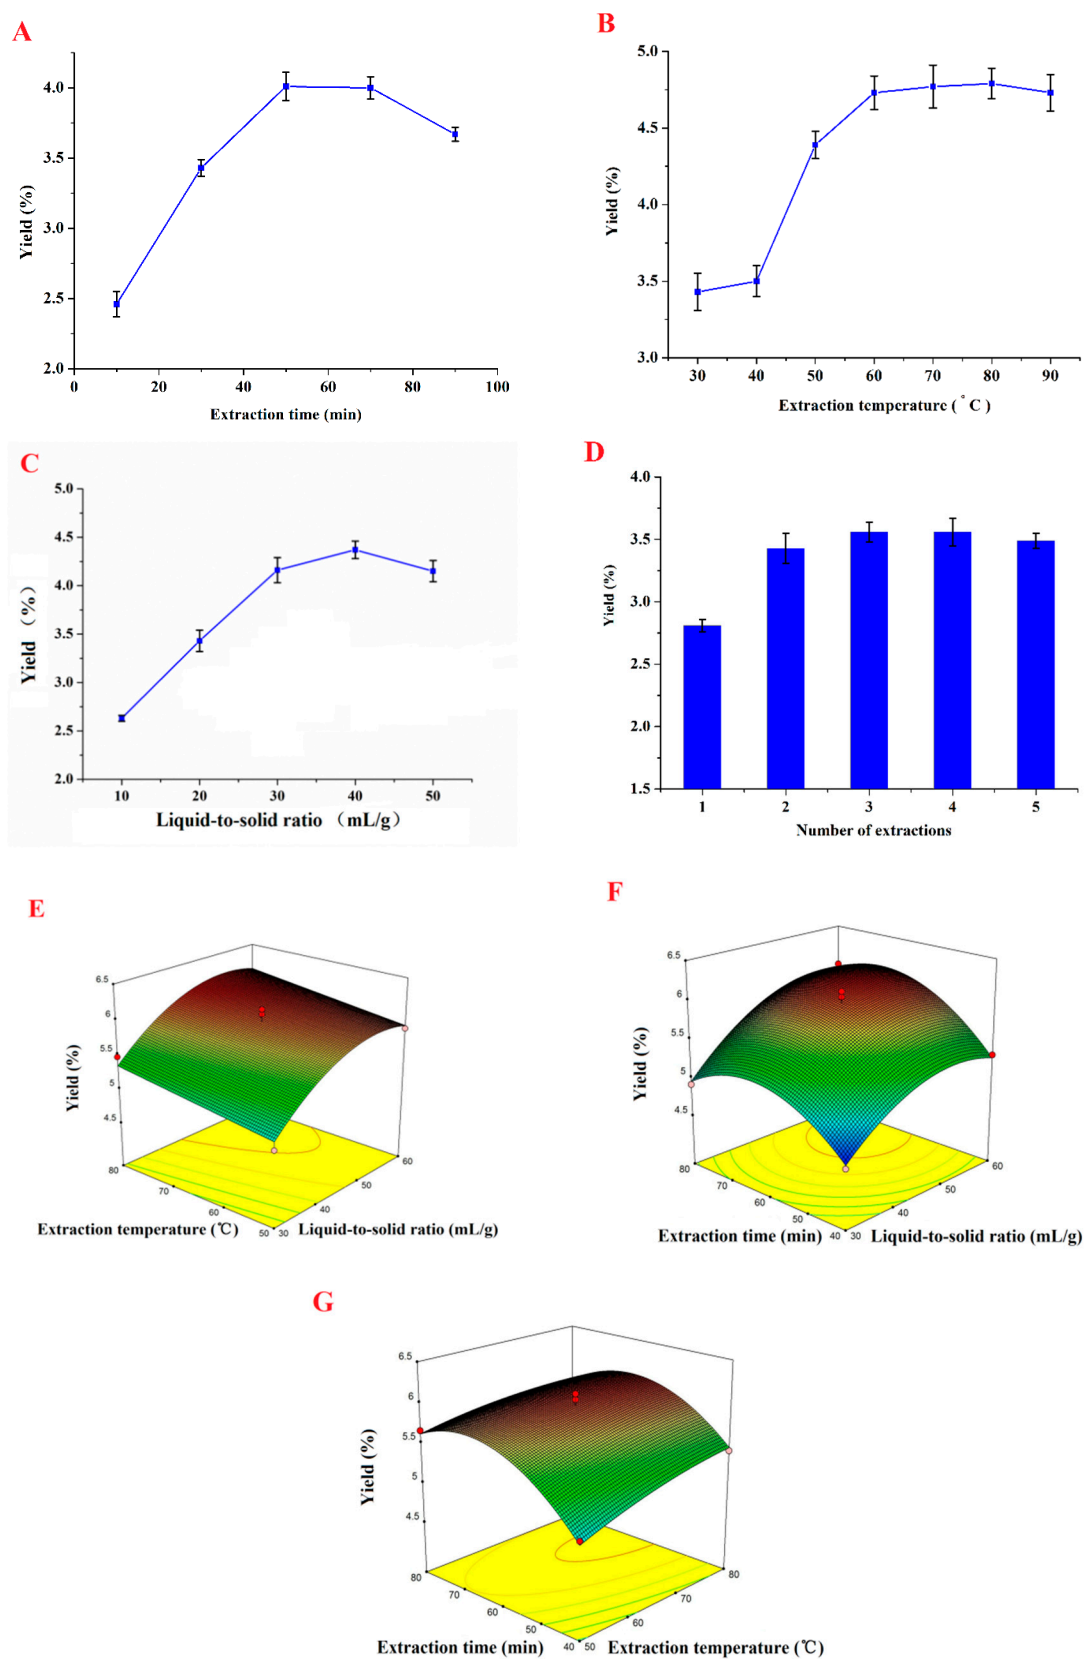 A
4.0
3.5
3.0
2.5
2.0
0 20 40 60 80 100
Yield (%)
Extraction time (min)
B
5.0
4.5
4.0
3.5
3.0
30 40 50 60 70 80 90
Yield (%)
Extraction temperature (°C)
C
5.0
4.5
4.0
3.5
3.0
2.5
2.0
10 20 30 40 50
Yield （%）
Liquid-to-solid ratio （mL/g）
D
4.0
3.5
3.0
2.5
2.0
1.5
1 2 3 4 5
Yield (%)
Number of extractions
E
6.5
6
5.5
5
4.5
Yield (%)
80
70
60
50
30
40
50
60
Extraction temperature (℃)
Liquid-to-solid ratio (mL/g)
F
6.5
6
5.5
5
4.5
Yield (%)
80
70
60
50
40
30
40
50
60
Extraction time (min)
Liquid-to-solid ratio (mL/g)
G
6.5
6
5.5
5
4.5
Yield (%)
80
70
60
50
40
50
60
70
80
Extraction time (min)
Extraction temperature (℃)